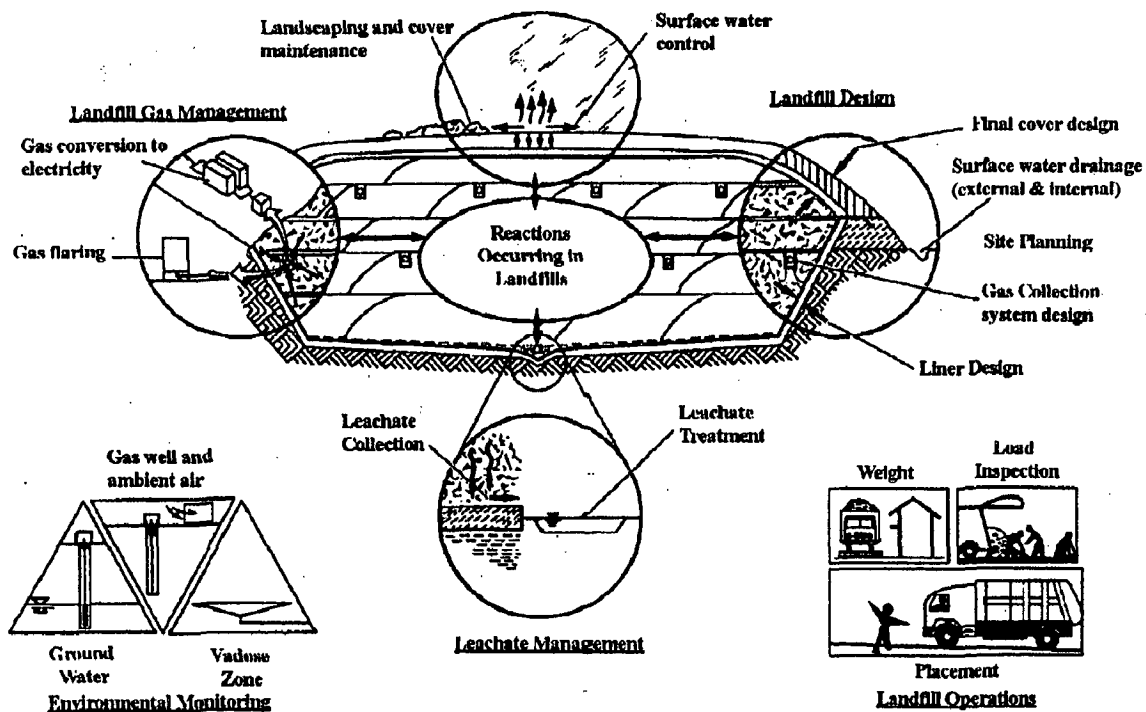 Landscaping and cover
maintenance
Surface water
control
Landfill Gas Management
Landfill Design
Gas conversion to
electricity
Final cover design
Surface water drainage
(external & internal)
Gas flaring
Reactions
Occurring in
Landfills
Site Planning
Gas Collection
system design
Liner Design
Leachate
Collection
Leachate
Treatment
Gas well and
ambient air
Weight
Load
Inspection
Leachate Management
Ground
Water
Vadose
Zone
Environmental Monitoring
Placement
Landfill Operations